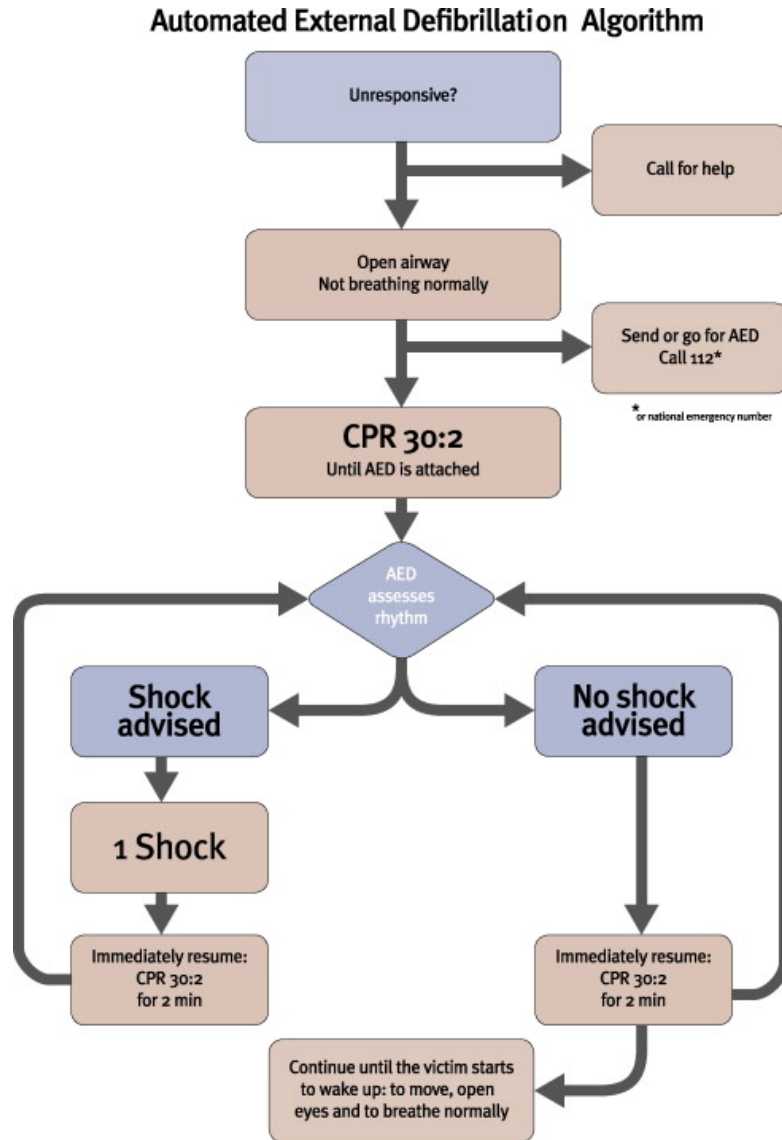 Automated External Defibrillation Algorithm
Unresponsive?
Call for help
Open airway
Not breathing normally
Send or go for AED
Call 112*
*or national emergency number
CPR 30:2
Until AED is attached
AED
assesses
rhythm
Shock
advised
No shock
advised
1 Shock
Immediately resume:
CPR 30:2
for 2 min
Immediately resume:
CPR 30:2
for 2 min
Continue until the victim starts
to wake up: to move, open
eyes and to breathe normally